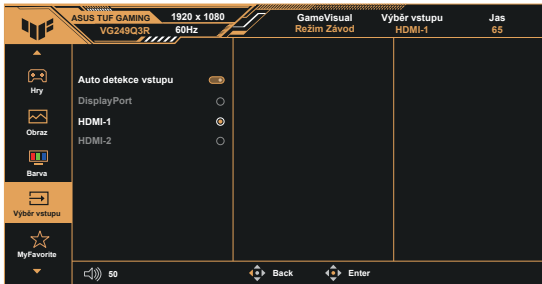 ASUS TUF GAMING 1920 x 1080 GameVisual Výběr vstupu Jas
VG249Q3R 60Hz Režim Závod HDMI-1 65
Hry
Obraz
Barva
Výběr vstupu
MyFavorite
Auto detekce vstupu
DisplayPort
HDMI-1
HDMI-2
50 Back Enter